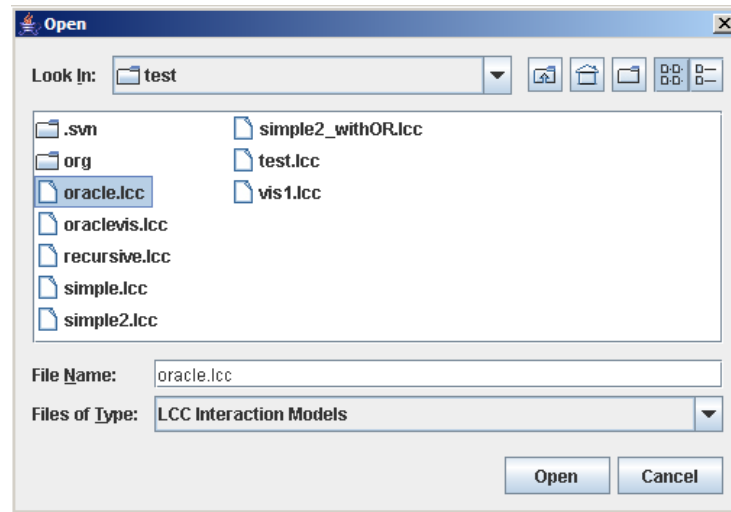 Open
Look In: test
.svn
org
oracle.lcc
oraclevis.lcc
recursive.lcc
simple.lcc
simple2.lcc
simple2_withOR.lcc
test.lcc
vis1.lcc
File Name: oracle.lcc
Files of Type: LCC Interaction Models
Open Cancel